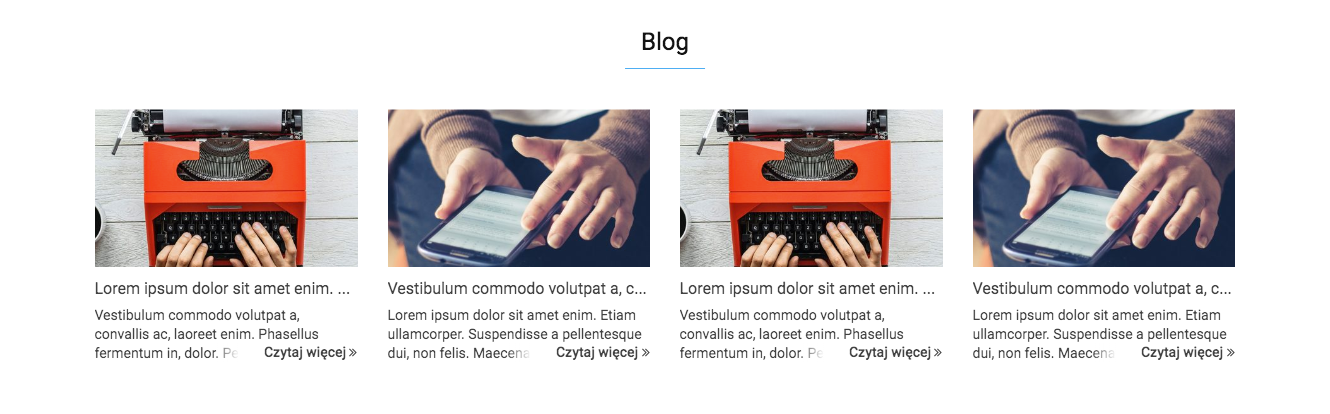 Blog
Lorem ipsum dolor sit amet enim. ...
Vestibulum commodo volutpat a,
convallis ac, laoreet enim. Phasellus
fermentum in, dolor. Pe Czytaj więcej »
Vestibulum commodo volutpat a, c...
Lorem ipsum dolor sit amet enim. Etiam
ullamcorper. Suspendisse a pellentesque
dui, non felis. Maecena Czytaj więcej »
Lorem ipsum dolor sit amet enim. ...
Vestibulum commodo volutpat a,
convallis ac, laoreet enim. Phasellus
fermentum in, dolor. Pe Czytaj więcej »
Vestibulum commodo volutpat a, c...
Lorem ipsum dolor sit amet enim. Etiam
ullamcorper. Suspendisse a pellentesque
dui, non felis. Maecena Czytaj więcej »